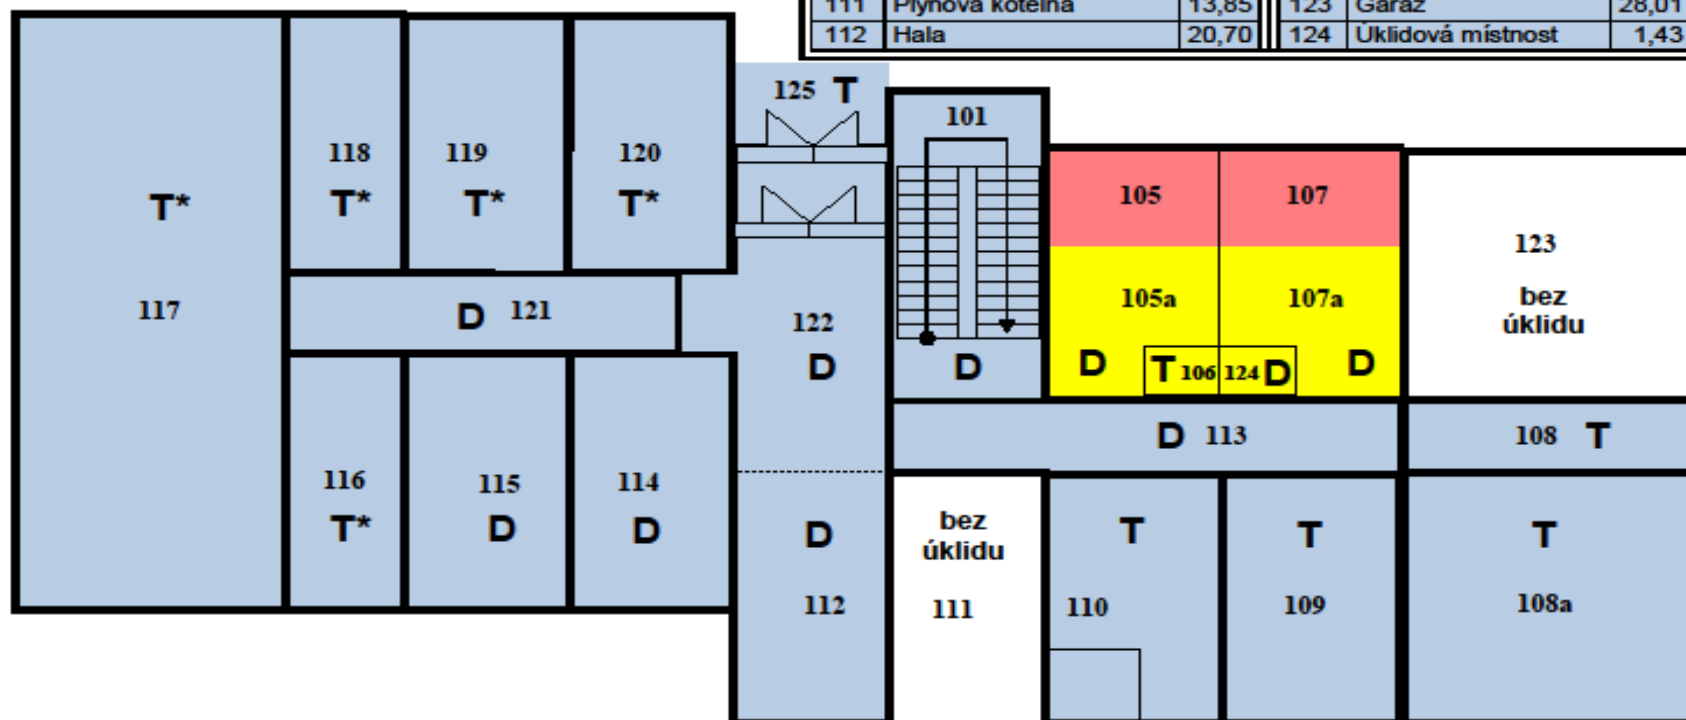 111 Plynová kotelna 13,85 123 Garáž 28,01
112 Hala 20,70 124 Úklidová místnost 1,43
125 T
101
118 119 120
T* T* T* T*
105 107
123
bez
úklidu
117
D 121
122
D
105a 107a
D
D T 106 124 D D
D 113
108 T
116 115 114
T* D D
D
112
bez
úklidu
111
T
110
T
109
T
108a